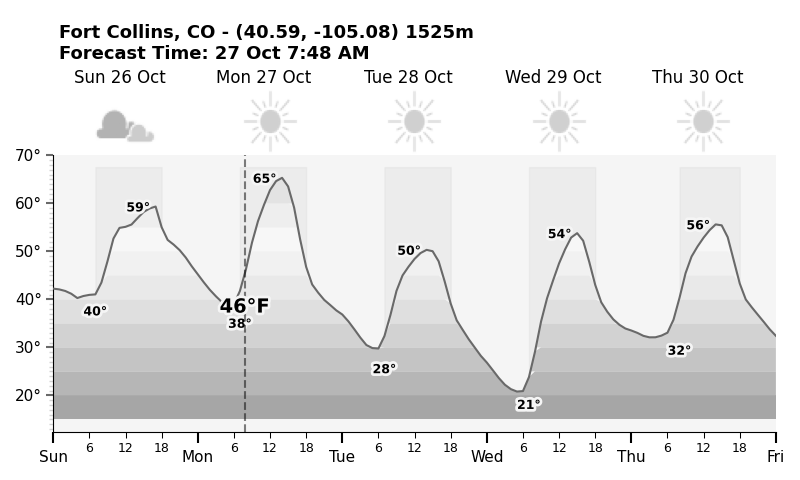 Fort Collins, CO - (40.59, -105.08) 1525m
Forecast Time: 27 Oct 7:48 AM
Sun 26 Oct Mon 27 Oct Tue 28 Oct Wed 29 Oct Thu 30 Oct
70°
60°
50°
40°
30°
20°
59°
65°
50°
54°
56°
40°
46°F
38°
28°
21°
32°
6 12 18 6 12 18 6 12 18 6 12 18 6 12 18
Sun Mon Tue Wed Thu Fri